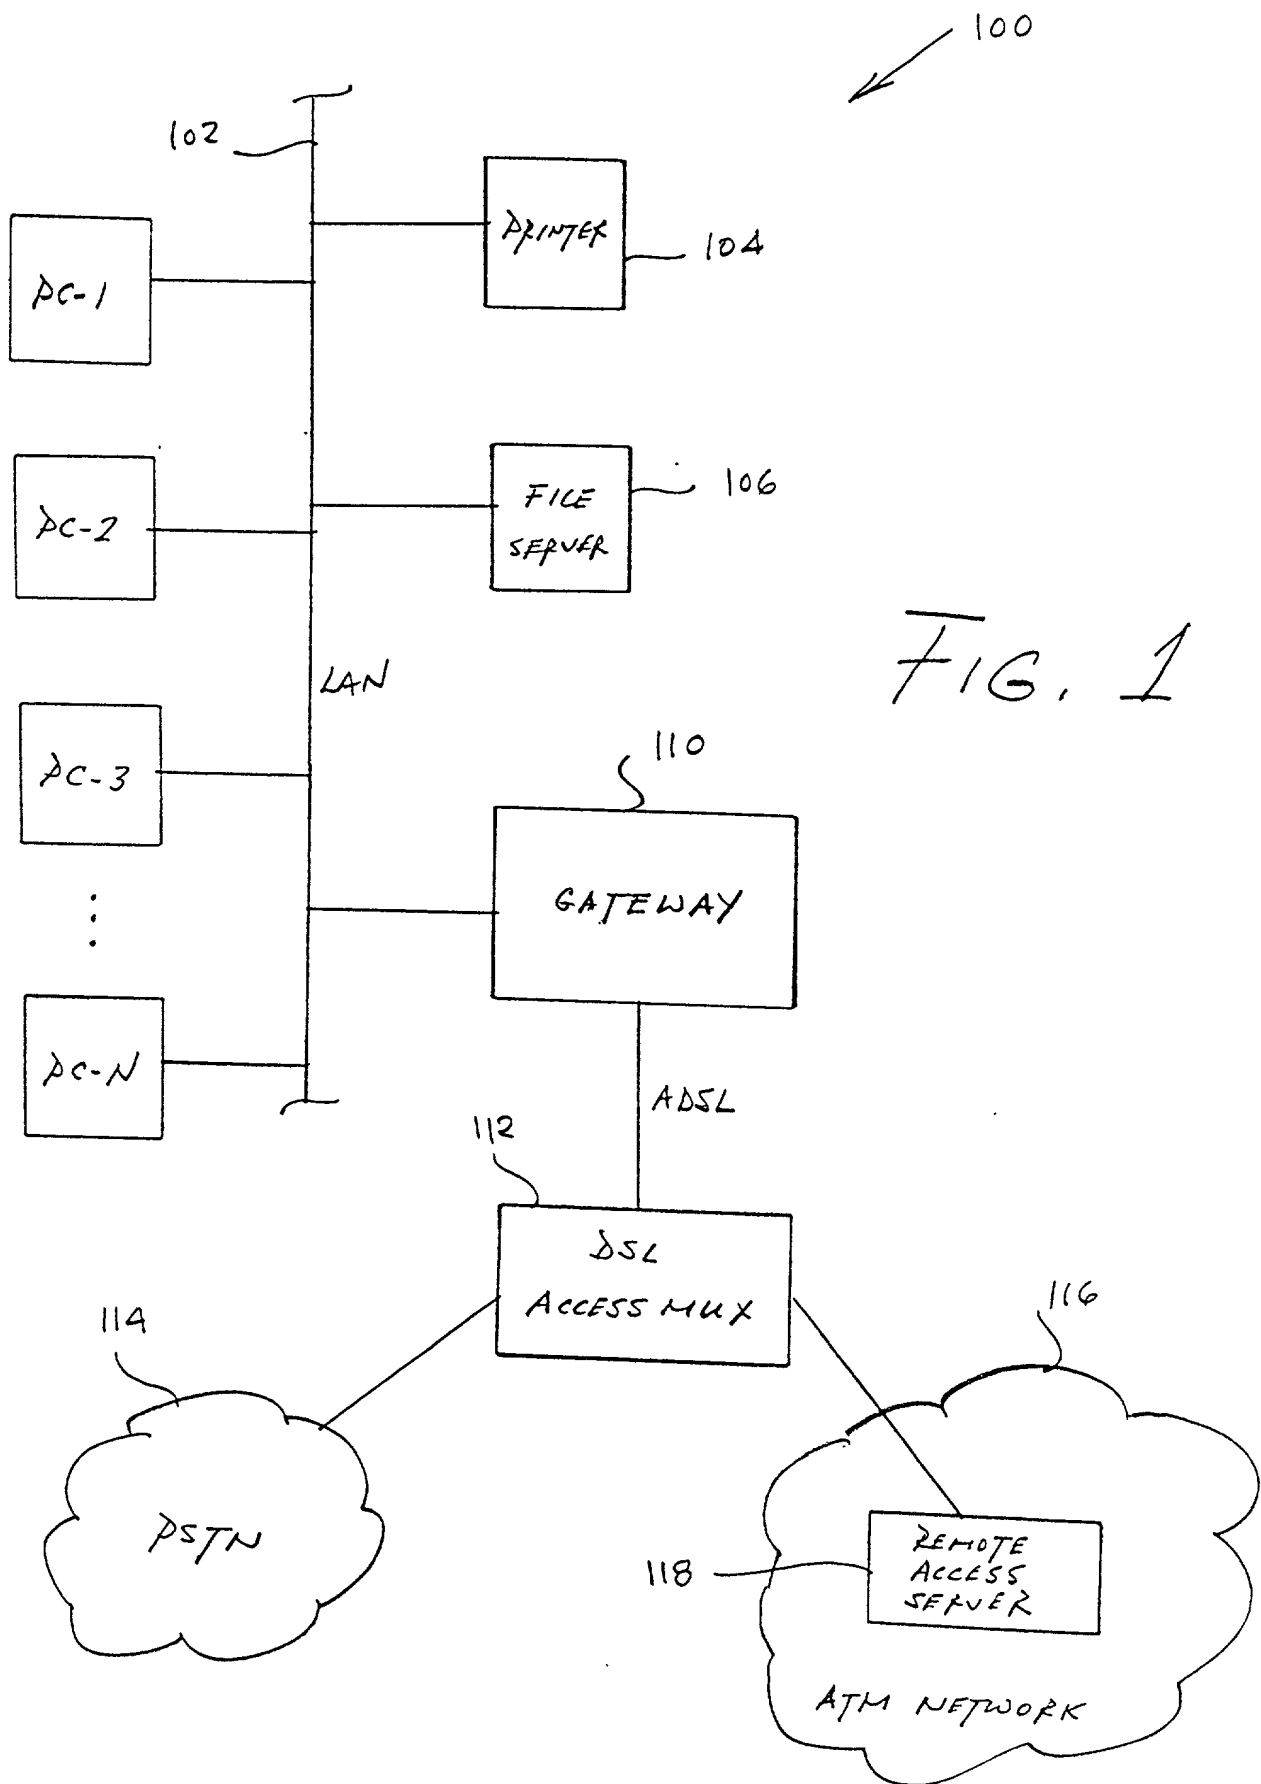 100
102
PRINTER
104
PC-1
FILE
SERVER
106
PC-2
FIG. 1
LAN
110
PC-3
GATEWAY
PC-N
ADSL
112
DSL
ACCESS MUX
114
116
PSTN
REMOTE
ACCESS
SERVER
118
ATM NETWORK